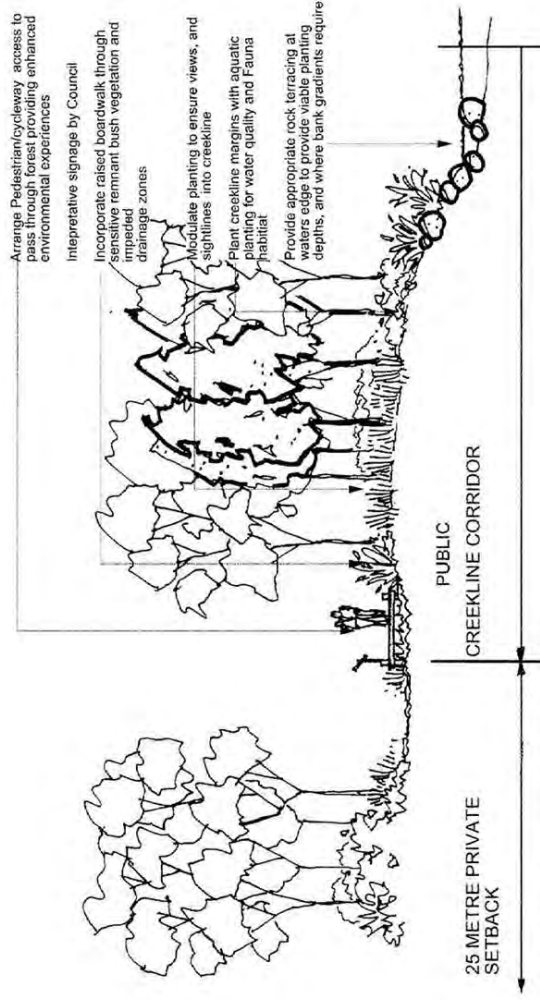 Arrange Pedestrian/cycleway access to
pass through forest providing enhanced
environmental experiences
Intepretative signage by Council
Incorporate raised boardwalk through
sensitive remnant bush vegetation and
impeded
drainage zones
Modulate planting to ensure views, and
sightlines into creekline
Plant creekline margins with aquatic
planting for water quality and Fauna
habitiat
Provide appropriate rock terracing at
waters edge to provide viable planting
depths, and where bank gradients require
25 METRE PRIVATE
SETBACK
PUBLIC
CREEKLINE CORRIDOR